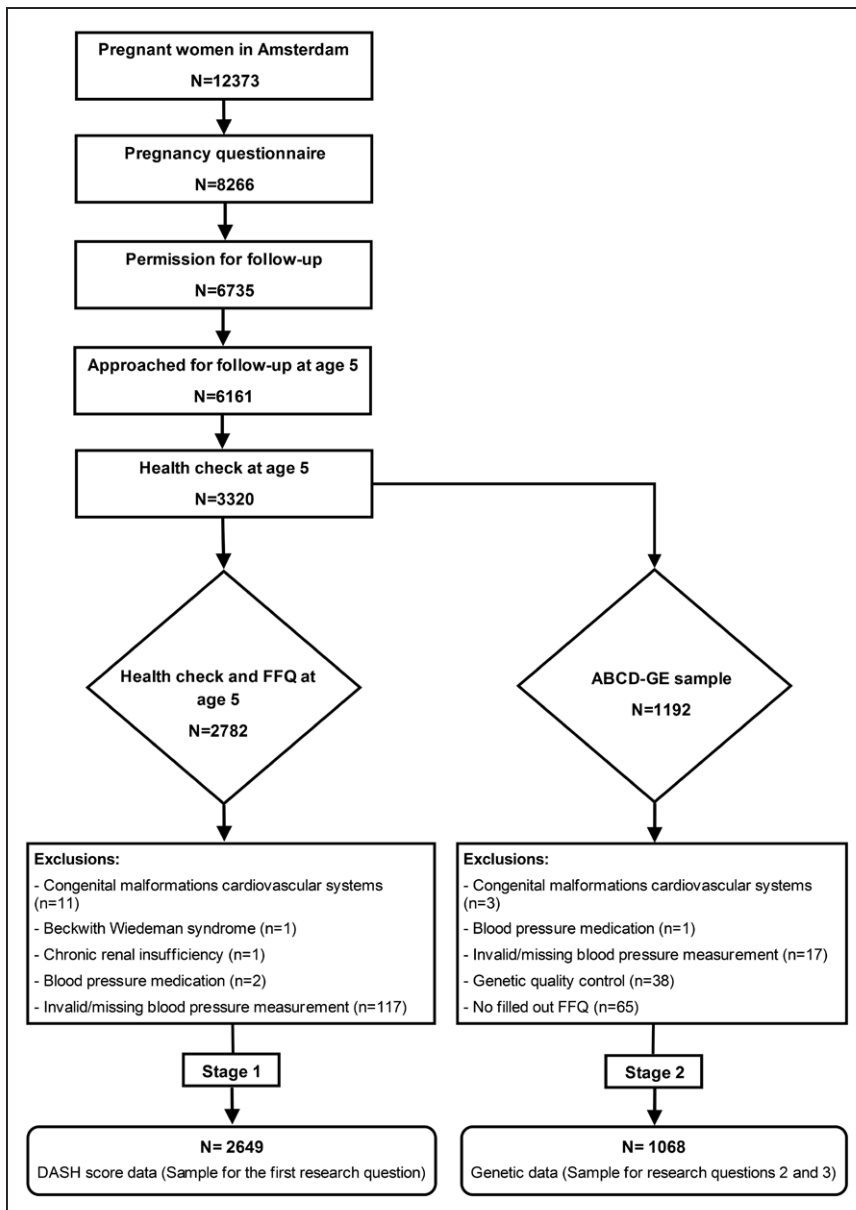 Pregnant women in Amsterdam
N=12373
Pregnancy questionnaire
N=8266
Permission for follow-up
N=6735
Approached for follow-up at age 5
N=6161
Health check at age 5
N=3320
Health check and FFQ at
age 5
N=2782
ABCD-GE sample
N=1192
Exclusions:
- Congenital malformations cardiovascular systems
(n=11)
- Beckwith Wiedeman syndrome (n=1)
- Chronic renal insufficiency (n=1)
- Blood pressure medication (n=2)
- Invalid/missing blood pressure measurement (n=117)
Exclusions:
- Congenital malformations cardiovascular systems
(n=3)
- Blood pressure medication (n=1)
- Invalid/missing blood pressure measurement (n=17)
- Genetic quality control (n=38)
- No filled out FFQ (n=65)
Stage 1
Stage 2
N= 2649
DASH score data (Sample for the first research question)
N= 1068
Genetic data (Sample for research questions 2 and 3)